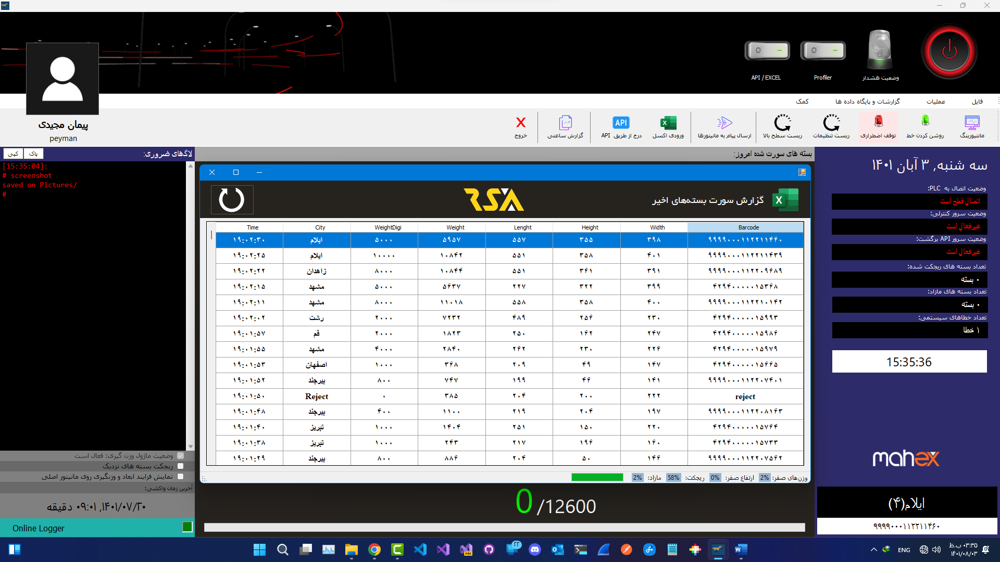 API / EXCEL
Profiler
وضعیت هشدار
فایل
عملیات
گزارشات و پایگاه داده ها
کمک
مانیتورینگ
روشن کردن خط
توقف اضطراری
ریست تنظیمات
ریست سطح بالا
ارسال پیام به مانیتورها
ورودی اکسل
API
درج از طریق API
گزارش ساعتی
خروج
پیمان مجیدی
peyman
لاگهای ضروری:
پاک
کپی
[15:35:04]:
# screenshot
saved on Pictures/
#
وضعیت ماژول وزن گیری: فعال است
ریجکت بسته های نزدیک
نمایش فرایند ابعاد و وزنگیری روی مانیتور اصلی
آخرین زمان واکشی:
۱۴۰۱/۰۷/۲۰, ۰۹:۰۱ دقیقه
Online Logger
بسته های سورت شده امروز:
گزارش سورت بسته‌های اخیر
RSA
Time City WeightDigi Weight Lenght Height Width Barcode
۱۹:۰۲:۳۰ ایلام ۵۰۰۰ ۵۹۵۷ ۵۵۷ ۳۵۵ ۳۹۸ ۹۹۹۹۰۰۰۱۱۲۲۱۱۴۶۰
۱۹:۰۲:۲۵ ایلام ۱۰۰۰۰ ۱۰۸۴۲ ۵۵۱ ۳۵۸ ۴۰۱ ۹۹۹۹۰۰۰۱۱۲۲۱۱۴۳۹
۱۹:۰۲:۲۲ زاهدان ۸۰۰۰ ۱۰۸۴۴ ۵۵۱ ۳۶۱ ۳۹۱ ۹۹۹۹۰۰۰۱۱۲۲۰۹۶۸۹
۱۹:۰۲:۱۵ مشهد ۵۰۰۰ ۵۶۳۷ ۲۲۷ ۳۲۲ ۳۹۹ ۴۲۹۴۰۰۰۰۰۱۵۳۶۸
۱۹:۰۲:۱۱ مشهد ۸۰۰۰ ۱۱۰۱۸ ۵۵۸ ۳۵۸ ۴۰۰ ۹۹۹۹۰۰۰۱۱۲۲۱۰۱۴۲
۱۹:۰۲:۰۲ رشت ۲۰۰۰ ۷۲۳۲ ۴۸۹ ۲۵۶ ۲۳۰ ۴۲۹۴۰۰۰۰۰۱۵۹۹۳
۱۹:۰۱:۵۷ قم ۲۰۰۰ ۱۸۲۳ ۲۵۰ ۱۶۲ ۲۴۷ ۴۲۹۴۰۰۰۰۰۱۵۹۸۶
۱۹:۰۱:۵۵ مشهد ۴۰۰۰ ۲۸۴۰ ۲۶۲ ۲۳۰ ۲۲۶ ۴۲۹۴۰۰۰۰۰۱۵۹۷۹
۱۹:۰۱:۵۳ اصفهان ۱۰۰۰ ۳۶۸ ۲۰۹ ۴۹ ۱۴۷ ۴۲۹۴۰۰۰۰۰۱۵۶۶۵
۱۹:۰۱:۵۲ بیرجند ۸۰۰ ۷۴۷ ۱۹۹ ۴۶ ۱۴۱ ۹۹۹۹۰۰۰۱۱۲۲۰۷۴۰۱
۱۹:۰۱:۵۰ Reject ۰ ۳۸۵ ۲۰۴ ۲۰۰ ۲۲۲ reject
۱۹:۰۱:۴۸ بیرجند ۴۰۰ ۱۱۰۰ ۲۱۹ ۲۰۴ ۱۹۷ ۹۹۹۹۰۰۰۱۱۲۲۰۸۱۶۳
۱۹:۰۱:۴۰ تبریز ۱۰۰۰ ۱۴۰۴ ۲۵۱ ۱۵۰ ۲۲۰ ۴۲۹۴۰۰۰۰۰۱۵۷۶۴
۱۹:۰۱:۳۸ تبریز ۱۰۰۰ ۲۴۳ ۲۱۷ ۱۹۶ ۱۶۰ ۴۲۹۴۰۰۰۰۰۱۵۷۳۳
۱۹:۰۱:۲۹ بیرجند ۸۰۰ ۸۸۶ ۲۰۴ ۵۰ ۱۴۶ ۹۹۹۹۰۰۰۱۱۲۲۰۷۵۶۲
وزن‌های صفر: 2% ارتفاع صفر: 0% ریجکت: 58% مازاد: 2%
0 /12600
سه شنبه, ۳ آبان ۱۴۰۱
وضعیت اتصال به PLC:
اتصال قطع است
وضعیت سرور کنترلی:
غیرفعال است
وضعیت سرور API برگشت:
غیرفعال است
تعداد بسته های ریجکت شده:
۰ بسته
تعداد بسته های مازاد:
۰ بسته
تعداد خطاهای سیستمی:
۱ خطا
15:35:36
mahex
ایلام(۴)
۹۹۹۹۰۰۰۱۱۲۲۱۱۴۶۰
ENG
۰۳:۳۵ ب.ظ
۱۴۰۱/۰۸/۰۳